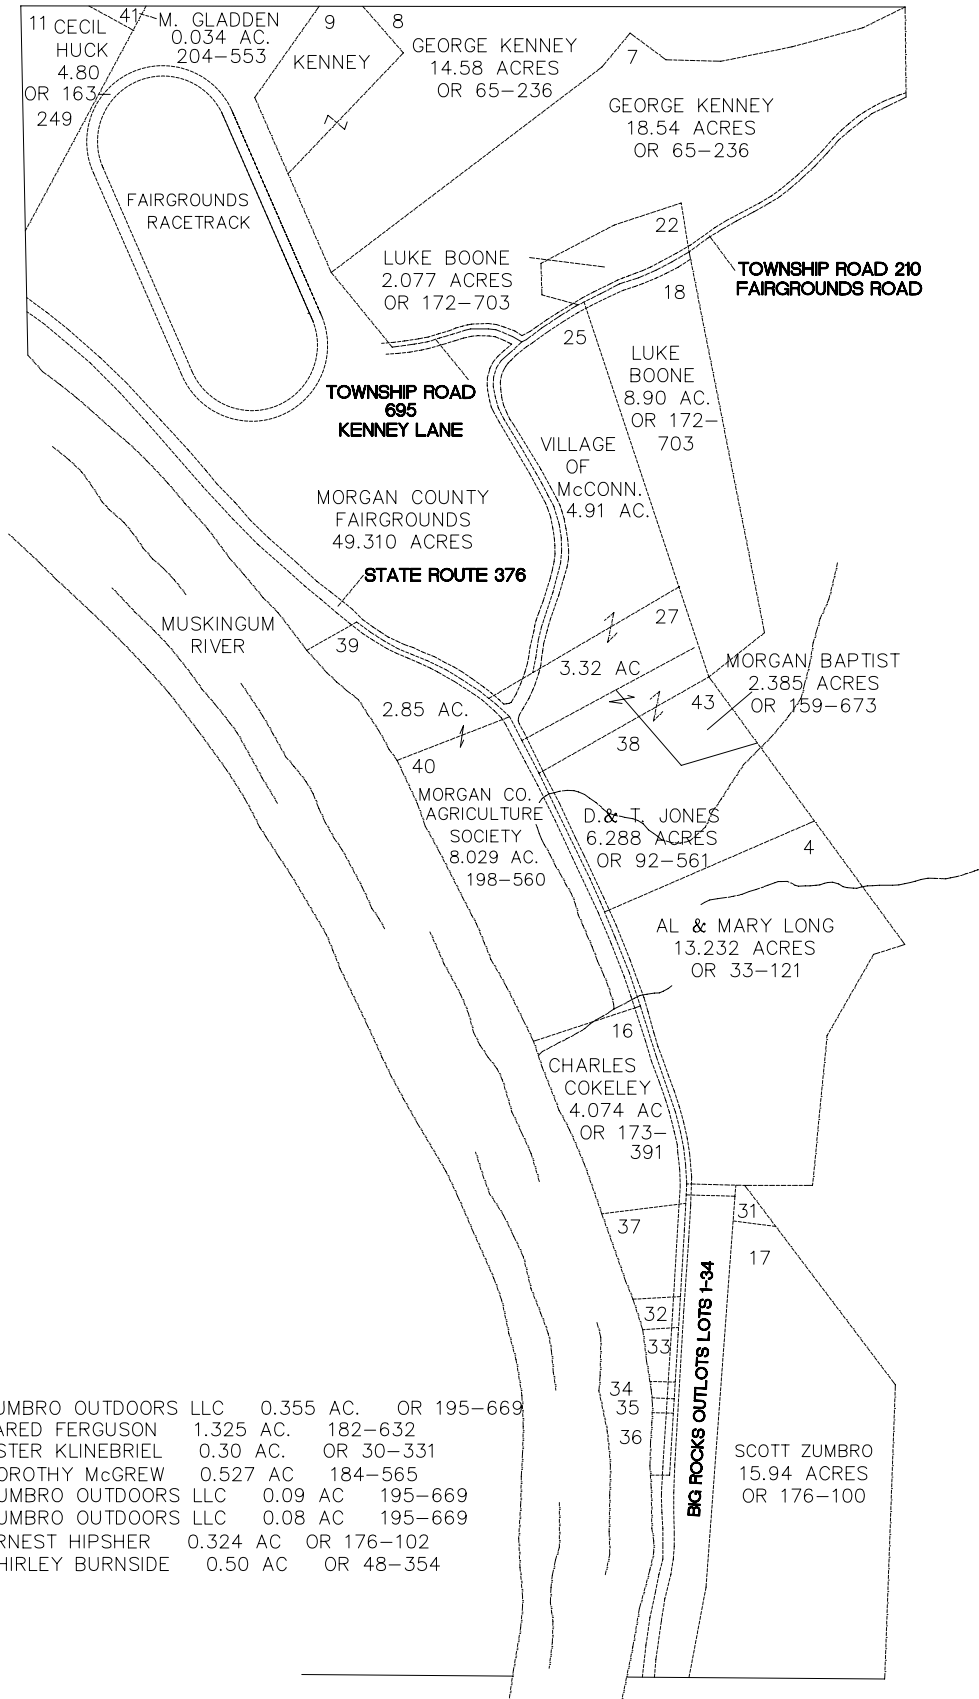 11 CECIL
HUCK
4.80
OR 163-
249
41 M. GLADDEN
0.034 AC.
204-553
9
KENNEY
8
GEORGE KENNEY
14.58 ACRES
OR 65-236
7
GEORGE KENNEY
18.54 ACRES
OR 65-236
FAIRGROUNDS
RACETRACK
22
LUKE BOONE
2.077 ACRES
OR 172-703
TOWNSHIP ROAD 210
FAIRGROUNDS ROAD
18
25
LUKE
BOONE
8.90 AC.
OR 172-
703
TOWNSHIP ROAD
695
KENNEY LANE
VILLAGE
OF
McCONN.
4.91 AC.
MORGAN COUNTY
FAIRGROUNDS
49.310 ACRES
STATE ROUTE 376
MUSKINGUM
RIVER
39
27
3.32 AC
MORGAN BAPTIST
2.385 ACRES
OR 159-673
43
2.85 AC.
38
40
MORGAN CO.
AGRICULTURE
SOCIETY
8.029 AC.
198-560
D.& T. JONES
6.288 ACRES
OR 92-561
4
AL & MARY LONG
13.232 ACRES
OR 33-121
16
CHARLES
COKELEY
4.074 AC
OR 173-
391
37
31
17
32
33
34
35
36
BIG ROCKS OUTLOTS LOTS 1-34
SCOTT ZUMBRO
15.94 ACRES
OR 176-100
UMBRO OUTDOORS LLC 0.355 AC. OR 195-669
ARED FERGUSON 1.325 AC. 182-632
STER KLINEBRIEL 0.30 AC. OR 30-331
OROTHY McGREW 0.527 AC 184-565
UMBRO OUTDOORS LLC 0.09 AC 195-669
UMBRO OUTDOORS LLC 0.08 AC 195-669
RNEST HIPSHER 0.324 AC OR 176-102
HIRLEY BURNSIDE 0.50 AC OR 48-354